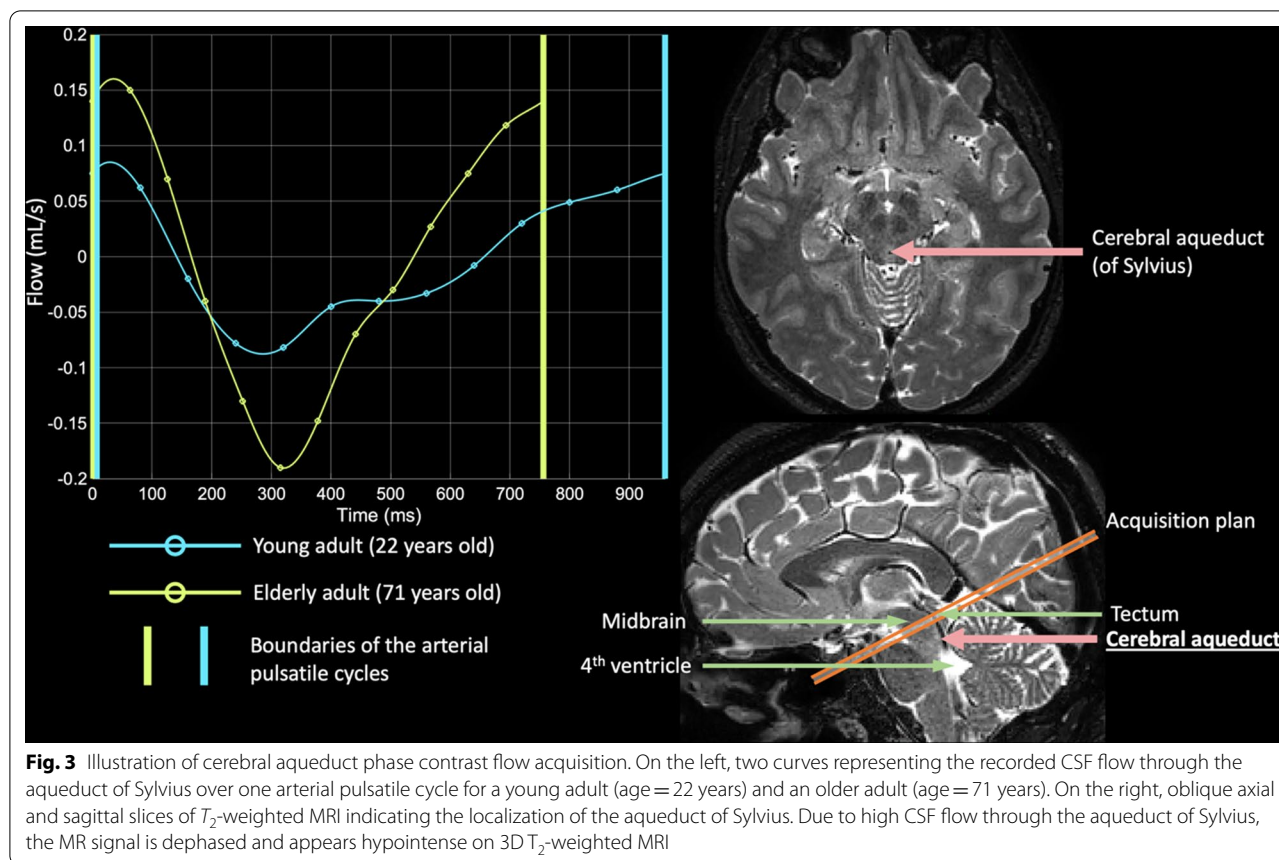 0.2
0.15
0.1
0.05
0
-0.05
-0.1
-0.15
-0.2
Flow (mL/s)
0 100 200 300 400 500 600 700 800 900
Time (ms)
Young adult (22 years old)
Elderly adult (71 years old)
Boundaries of the arterial
pulsatile cycles
Cerebral aqueduct
(of Sylvius)
Acquisition plan
Midbrain
Tectum
Cerebral aqueduct
4th ventricle
Fig. 3 Illustration of cerebral aqueduct phase contrast flow acquisition. On the left, two curves representing the recorded CSF flow through the
aqueduct of Sylvius over one arterial pulsatile cycle for a young adult (age = 22 years) and an older adult (age = 71 years). On the right, oblique axial
and sagittal slices of T2-weighted MRI indicating the localization of the aqueduct of Sylvius. Due to high CSF flow through the aqueduct of Sylvius,
the MR signal is dephased and appears hypointense on 3D T2-weighted MRI